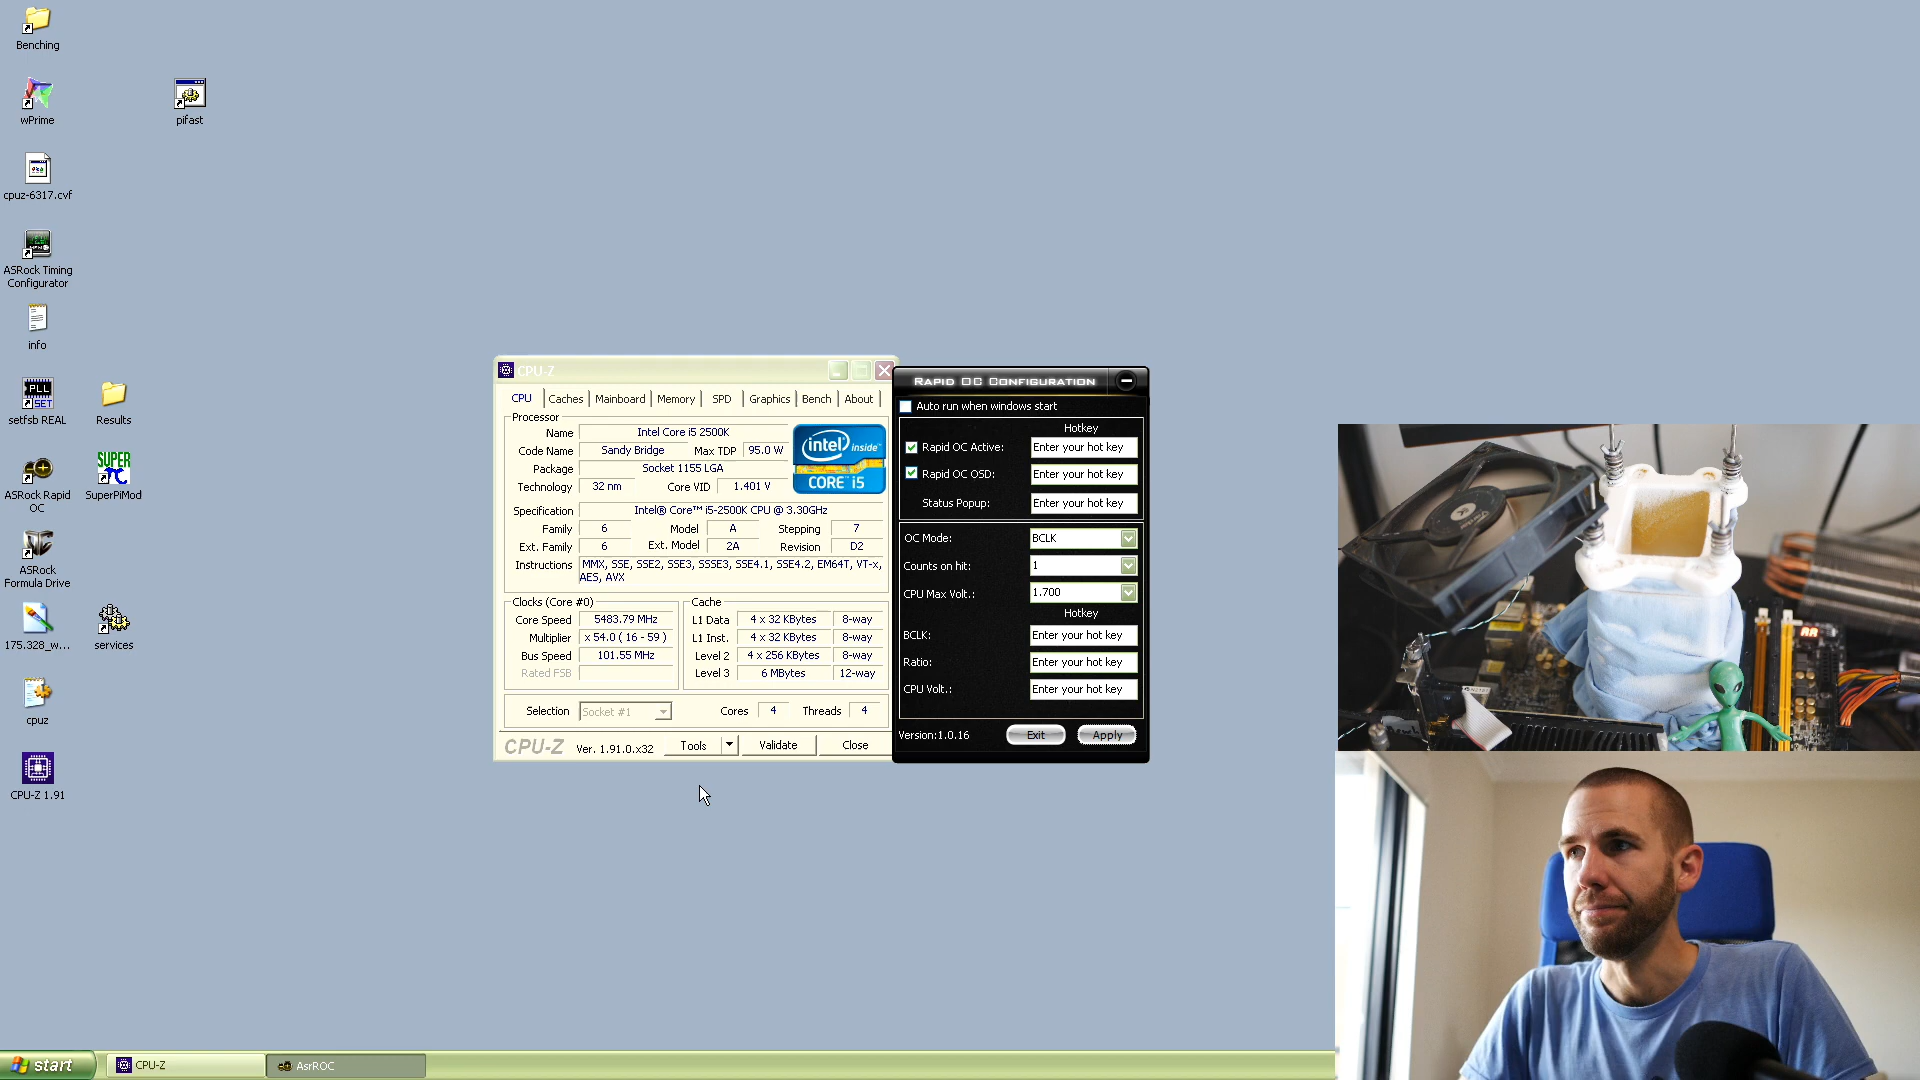 Benching
wPrime
pifast
cpuz-6317.cvf
ASRock Timing
Configurator
info
PLL
SET
setfsb REAL
Results
SUPER
ASRock Rapid
OC
SuperPiMod
ASRock
Formula Drive
175.328_w...
services
cpuz
CPU-Z 1.91
CPU-Z
CPU Caches Mainboard Memory SPD Graphics Bench About
Processor
Name Intel Core i5 2500K
Code Name Sandy Bridge Max TDP 95.0 W
Package Socket 1155 LGA
Technology 32 nm Core VID 1.401 V
intel inside™
CORE™ i5
Specification Intel® Core™ i5-2500K CPU @ 3.30GHz
Family 6 Model A Stepping 7
Ext. Family 6 Ext. Model 2A Revision D2
Instructions MMX, SSE, SSE2, SSE3, SSSE3, SSE4.1, SSE4.2, EM64T, VT-x,
AES, AVX
Clocks (Core #0)
Core Speed 5483.79 MHz
Multiplier x 54.0 ( 16 - 59 )
Bus Speed 101.55 MHz
Rated FSB
Cache
L1 Data 4 x 32 KBytes 8-way
L1 Inst. 4 x 32 KBytes 8-way
Level 2 4 x 256 KBytes 8-way
Level 3 6 MBytes 12-way
Selection Socket #1 Cores 4 Threads 4
CPU-Z Ver. 1.91.0.x32 Tools Validate Close
RAPID OC CONFIGURATION
Auto run when windows start
Hotkey
Rapid OC Active: Enter your hot key
Rapid OC OSD: Enter your hot key
Status Popup: Enter your hot key
OC Mode: BCLK
Counts on hit: 1
CPU Max Volt.: 1.700
Hotkey
BCLK: Enter your hot key
Ratio: Enter your hot key
CPU Volt.: Enter your hot key
Version:1.0.16 Exit Apply
start CPU-Z AsrROC